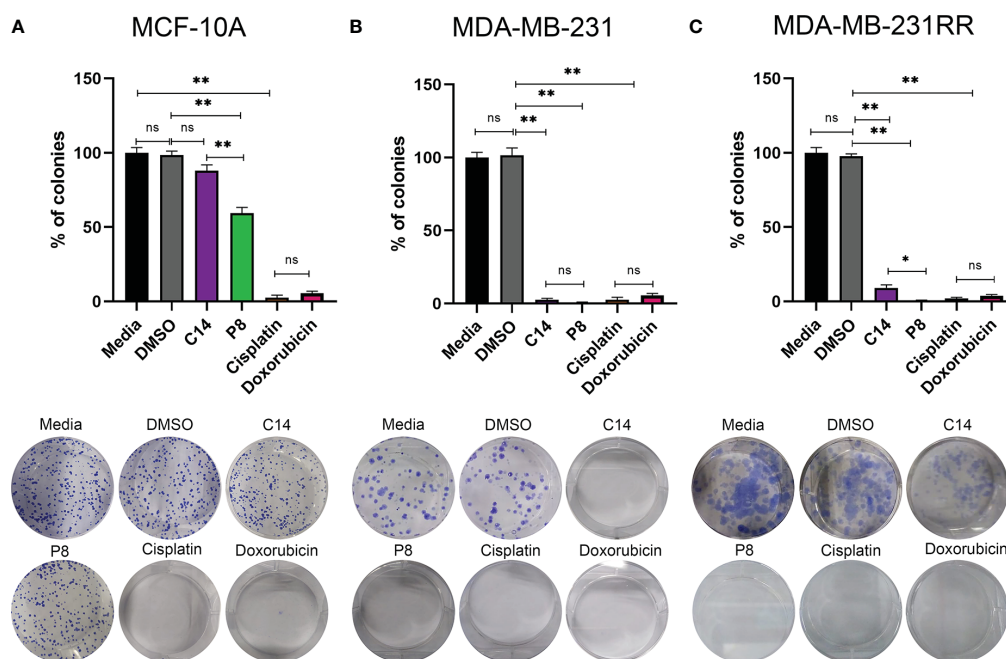 A
MCF-10A
% of colonies
150
100
50
0
**
**
ns
ns
**
ns
Media
DMSO
C14
P8
Cisplatin
Doxorubicin
B
MDA-MB-231
% of colonies
150
100
50
0
**
**
ns
**
ns
ns
Media
DMSO
C14
P8
Cisplatin
Doxorubicin
C
MDA-MB-231RR
% of colonies
150
100
50
0
**
**
ns
**
*
ns
Media
DMSO
C14
P8
Cisplatin
Doxorubicin
Media DMSO C14
P8 Cisplatin Doxorubicin
Media DMSO C14
P8 Cisplatin Doxorubicin
Media DMSO C14
P8 Cisplatin Doxorubicin